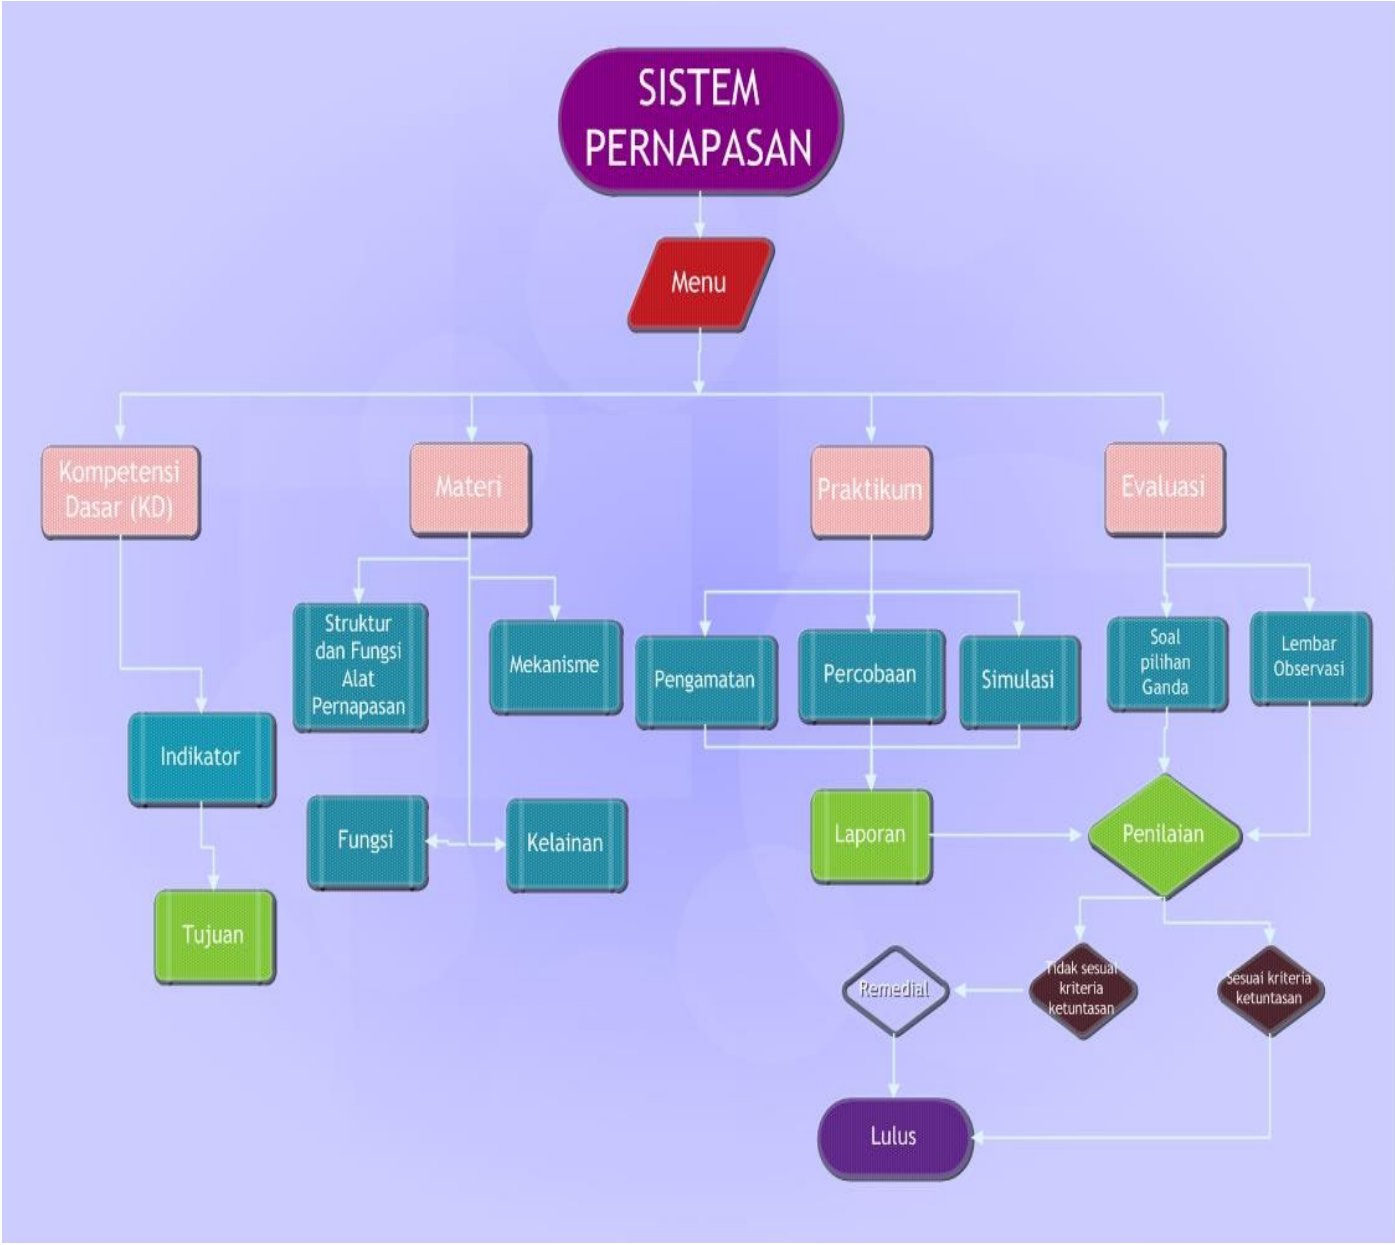 SISTEM
PERNAPASAN
Menu
Kompetensi
Dasar (KD)
Materi
Praktikum
Evaluasi
Struktur
dan Fungsi
Alat
Pernapasan
Mekanisme
Pengamatan
Percobaan
Simulasi
Soal
pilihan
Ganda
Lembar
Observasi
Indikator
Fungsi
Kelainan
Laporan
Penilaian
Tujuan
Remedial
Tidak sesuai
kriteria
ketuntasan
Sesuai kriteria
ketuntasan
Lulus